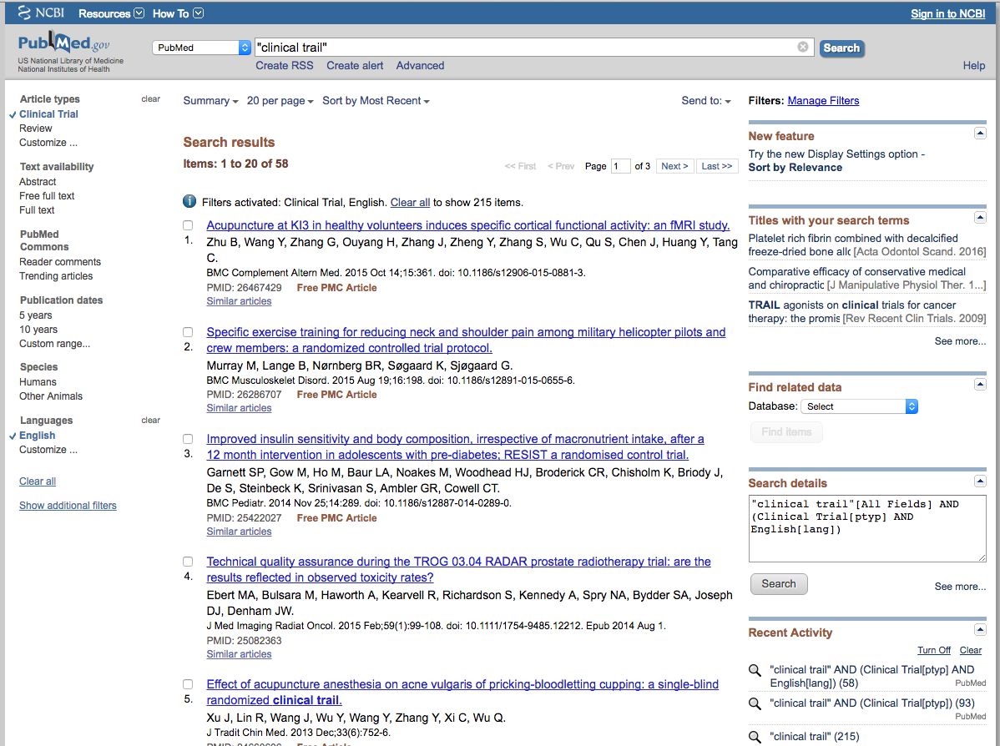 NCBI Resources How To Sign in to NCBI
PubMed.gov
US National Library of Medicine
National Institutes of Health
PubMed
"clinical trail"
Search
Create RSS Create alert Advanced
Help
Article types clear
Clinical Trial
Review
Customize ...
Text availability
Abstract
Free full text
Full text
PubMed
Commons
Reader comments
Trending articles
Publication dates
5 years
10 years
Custom range...
Species
Humans
Other Animals
Languages clear
English
Customize ...
Clear all
Show additional filters
Summary 20 per page Sort by Most Recent Send to:
Search results
Items: 1 to 20 of 58
<< First < Prev Page 1 of 3 Next > Last >>
Filters activated: Clinical Trial, English. Clear all to show 215 items.
Acupuncture at KI3 in healthy volunteers induces specific cortical functional activity: an fMRI study.
1. Zhu B, Wang Y, Zhang G, Ouyang H, Zhang J, Zheng Y, Zhang S, Wu C, Qu S, Chen J, Huang Y, Tang
C.
BMC Complement Altern Med. 2015 Oct 14;15:361. doi: 10.1186/s12906-015-0881-3.
PMID: 26467429 Free PMC Article
Similar articles
Specific exercise training for reducing neck and shoulder pain among military helicopter pilots and
2. crew members: a randomized controlled trial protocol.
Murray M, Lange B, Nørnberg BR, Søgaard K, Sjøgaard G.
BMC Musculoskelet Disord. 2015 Aug 19;16:198. doi: 10.1186/s12891-015-0655-6.
PMID: 26286707 Free PMC Article
Similar articles
Improved insulin sensitivity and body composition, irrespective of macronutrient intake, after a
3. 12 month intervention in adolescents with pre-diabetes; RESIST a randomised control trial.
Garnett SP, Gow M, Ho M, Baur LA, Noakes M, Woodhead HJ, Broderick CR, Chisholm K, Briody J,
De S, Steinbeck K, Srinivasan S, Ambler GR, Cowell CT.
BMC Pediatr. 2014 Nov 25;14:289. doi: 10.1186/s12887-014-0289-0.
PMID: 25422027 Free PMC Article
Similar articles
Technical quality assurance during the TROG 03.04 RADAR prostate radiotherapy trial: are the
4. results reflected in observed toxicity rates?
Ebert MA, Bulsara M, Haworth A, Kearvell R, Richardson S, Kennedy A, Spry NA, Bydder SA, Joseph
DJ, Denham JW.
J Med Imaging Radiat Oncol. 2015 Feb;59(1):99-108. doi: 10.1111/1754-9485.12212. Epub 2014 Aug 1.
PMID: 25082363
Similar articles
Effect of acupuncture anesthesia on acne vulgaris of pricking-bloodletting cupping: a single-blind
5. randomized clinical trail.
Xu J, Lin R, Wang J, Wu Y, Wang Y, Zhang Y, Xi C, Wu Q.
J Tradit Chin Med. 2013 Dec;33(6):752-6.
Filters: Manage Filters
New feature
Try the new Display Settings option -
Sort by Relevance
Titles with your search terms
Platelet rich fibrin combined with decalcified
freeze-dried bone allc [Acta Odontol Scand. 2016]
Comparative efficacy of conservative medical
and chiropractic [J Manipulative Physiol Ther. 1...]
TRAIL agonists on clinical trials for cancer
therapy: the promis [Rev Recent Clin Trials. 2009]
See more...
Find related data
Database: Select
Find items
Search details
"clinical trail"[All Fields] AND
(Clinical Trial[ptyp] AND
English[lang])
Search
See more...
Recent Activity
Turn Off Clear
"clinical trail" AND (Clinical Trial[ptyp] AND
English[lang]) (58)
PubMed
"clinical trail" AND (Clinical Trial[ptyp]) (93)
PubMed
"clinical trail" (215)